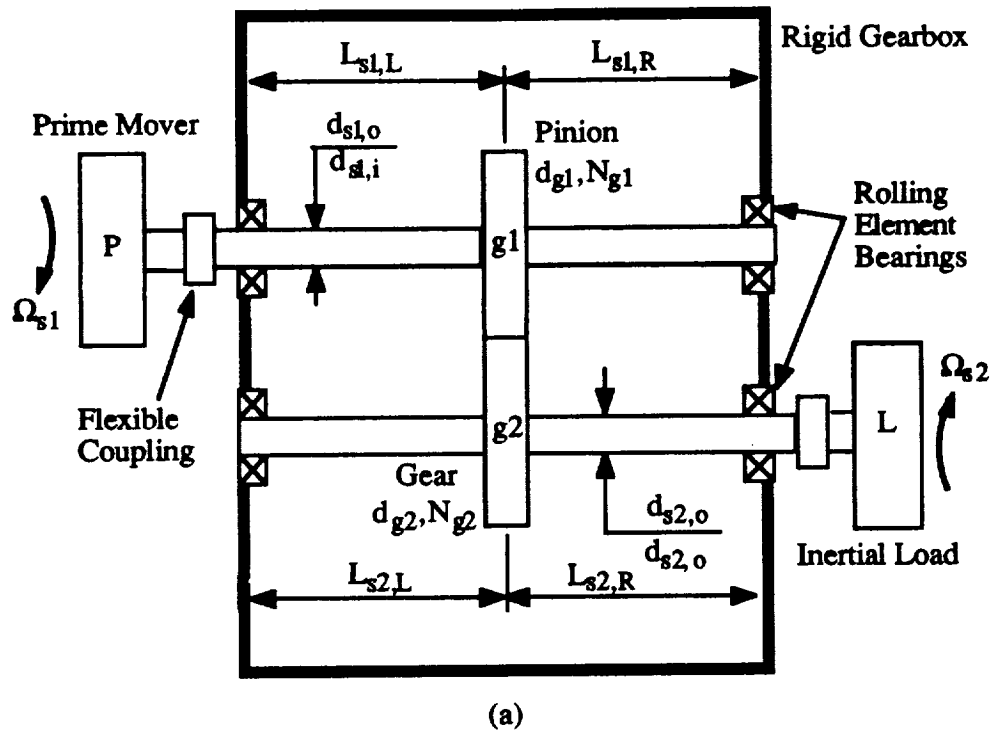 Rigid Gearbox
L_{s1,L}
L_{s1,R}
Prime Mover
d_{s1,o}
d_{s1,i}
Pinion
d_{g1}, N_{g1}
Rolling
Element
Bearings
P
g1
Ω_{s1}
Ω_{s2}
Flexible
Coupling
g2
L
Gear
d_{g2}, N_{g2}
d_{s2,o}
d_{s2,o}
Inertial Load
L_{s2,L}
L_{s2,R}
(a)